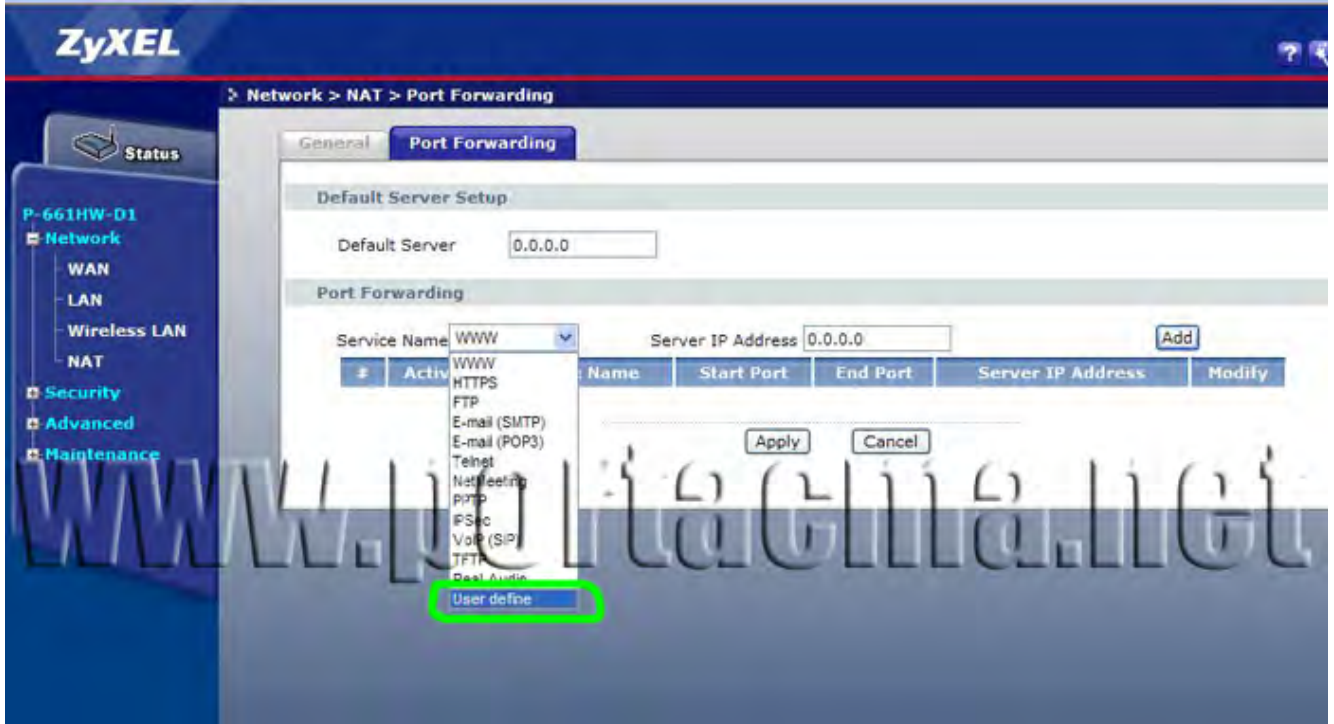 ZyXEL
?
> Network > NAT > Port Forwarding
Status
General
Port Forwarding
P-661HW-D1
Network
WAN
LAN
Wireless LAN
NAT
Security
Advanced
Maintenance
Default Server Setup
Default Server 0.0.0.0
Port Forwarding
Service Name WWW Server IP Address 0.0.0.0 Add
# Activ Name Start Port End Port Server IP Address Modify
WWW
HTTPS
FTP
E-mail (SMTP)
E-mail (POP3)
Telnet
NetMeeting
PPTP
IPSec
VoIP (SIP)
TFTP
Real Audio
User define
Apply Cancel